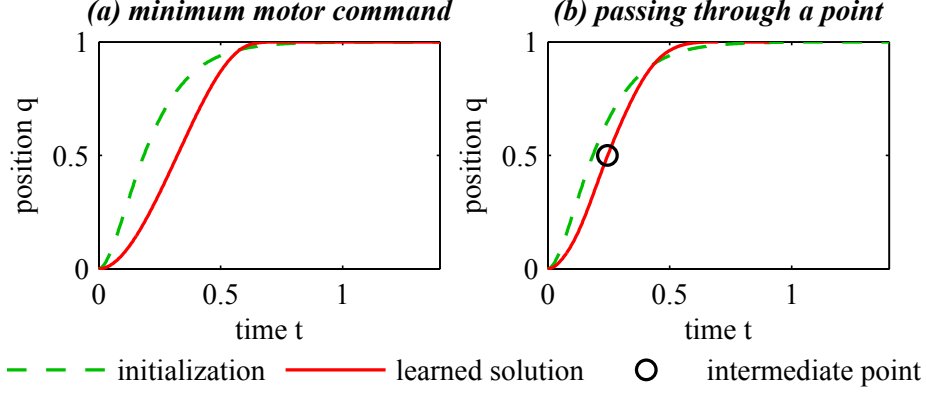 (a) minimum motor command
(b) passing through a point
1
0.5
0
position q
0
0.5
1
time t
1
0.5
0
position q
0
0.5
1
time t
initialization
learned solution
intermediate point